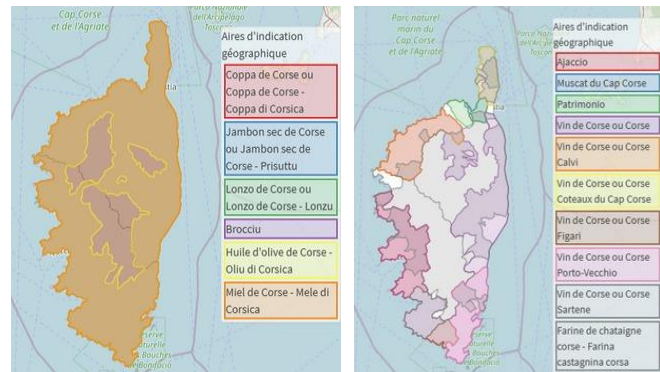 Cap Corse
et de l'Agriate
Aires d'indication
géographique
Coppa de Corse ou
Coppa de Corse -
Coppa di Corsica
Jambon sec de Corse
ou Jambon sec de
Corse - Prisuttu
Lonzo de Corse ou
Lonzo de Corse - Lonzu
Brocciu
Huile d'olive de Corse -
Oliu di Corsica
Miel de Corse - Mele di
Corsica
Parc naturel
marin du
Cap Corse
et de l'Agriate
Aires d'indication
géographique
Ajaccio
Muscat du Cap Corse
Patrimonio
Vin de Corse ou Corse
Vin de Corse ou Corse
Calvi
Vin de Corse ou Corse
Coteaux du Cap Corse
Vin de Corse ou Corse
Figari
Vin de Corse ou Corse
Porto-Vecchio
Vin de Corse ou Corse
Sartene
Farine de chataigne
corse - Farina
castagnina corsa